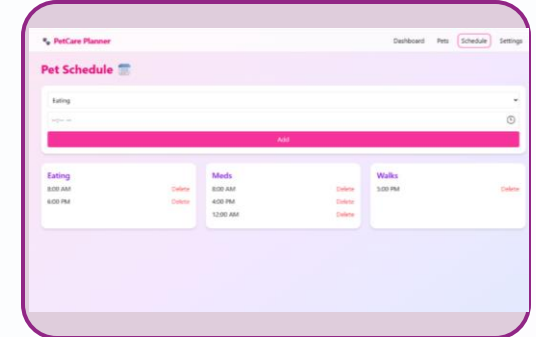 PetCare Planner
Dashboard Pets Schedule Settings
Pet Schedule
Eating
--:-- --
Add
Eating
8:00 AM Delete
6:00 PM Delete
Meds
8:00 AM Delete
4:00 PM Delete
12:00 AM Delete
Walks
5:00 PM Delete